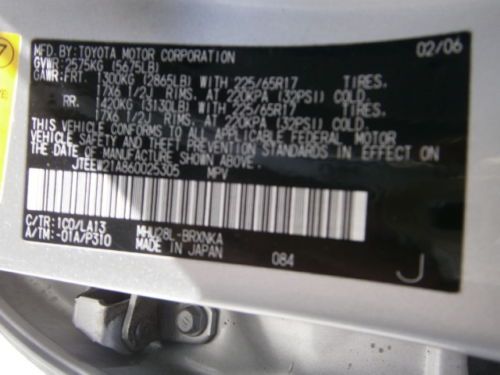 MFD.BY:TOYOTA MOTOR CORPORATION 02/06
GVWR:2575KG (5675LB)
GAWR:FRT. 1300KG (2865LB) WITH 225/65R17 TIRES.
17X6 1/2J RIMS. AT 220KPA (32PSI) COLD.
RR. 1420KG (3130LB) WITH 225/65R17 TIRES.
17X6 1/2J RIMS. AT 220KPA (32PSI) COLD.
THIS VEHICLE CONFORMS TO ALL APPLICABLE FEDERAL MOTOR
VEHICLE SAFETY AND THEFT PREVENTION STANDARDS IN EFFECT ON
THE DATE OF MANUFACTURE SHOWN ABOVE.
JTEEW21A860025305 MPV
C/TR:1C0/LA13 MHU28L-BRXNKA
A/TM:-01A/P310 MADE IN JAPAN
084 J
7